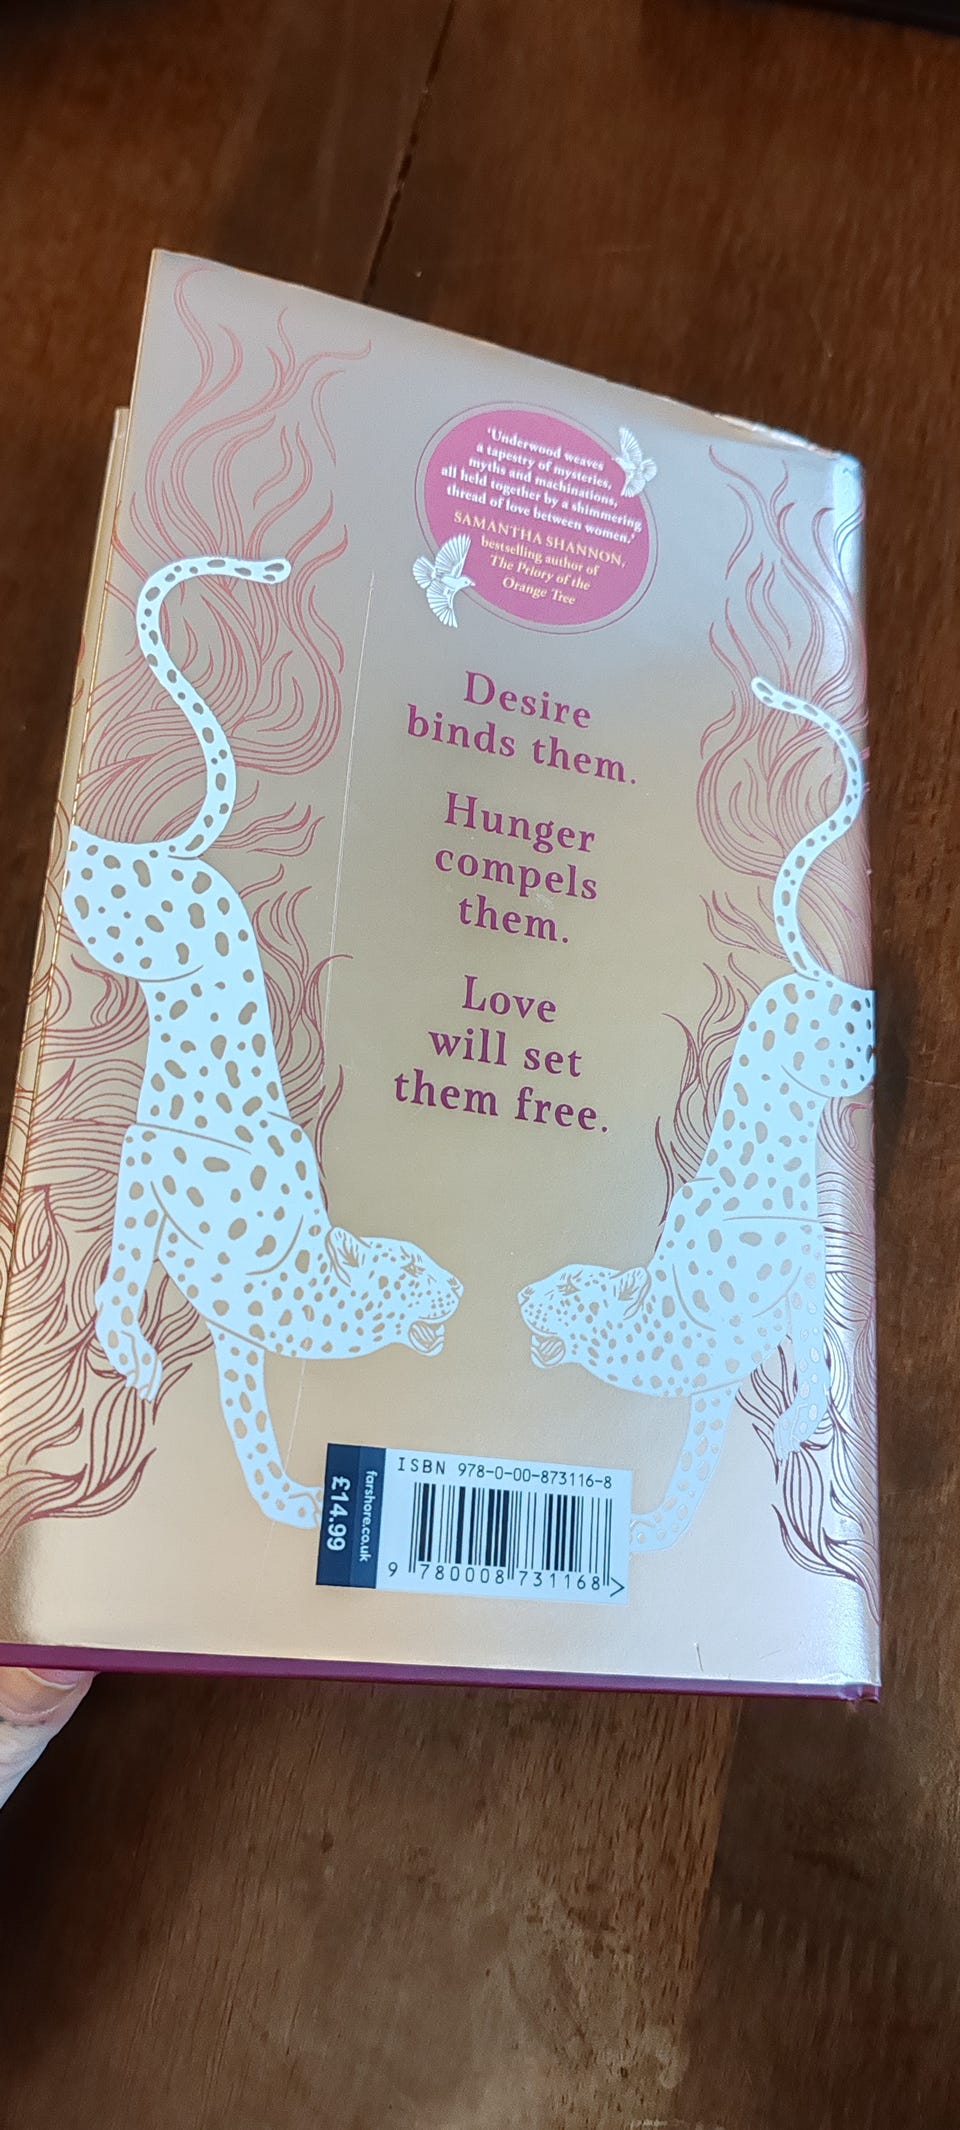 ‘Underwood weaves
a tapestry of mysteries,
myths and machinations,
all held together by a shimmering
thread of love between women.’
SAMANTHA SHANNON,
bestselling author of
The Priory of the
Orange Tree
Desire
binds them.
Hunger
compels
them.
Love
will set
them free.
ISBN 978-0-00-873116-8
9 780008 731168 >
farshore.co.uk
£14.99